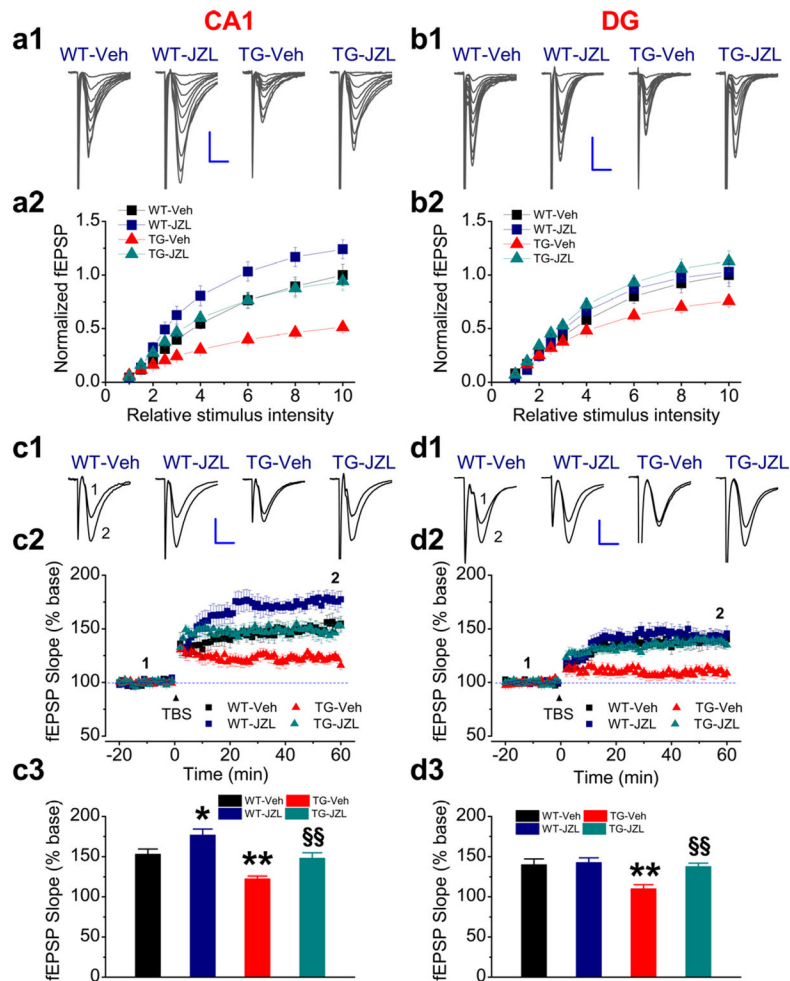 CA1
DG
a1
WT-Veh WT-JZL TG-Veh TG-JZL
b1
WT-Veh WT-JZL TG-Veh TG-JZL
a2
Normalized fEPSP
1.5
1.0
0.5
0.0
WT-Veh
WT-JZL
TG-Veh
TG-JZL
0 2 4 6 8 10
Relative stimulus intensity
b2
Normalized fEPSP
1.5
1.0
0.5
0.0
WT-Veh
WT-JZL
TG-Veh
TG-JZL
0 2 4 6 8 10
Relative stimulus intensity
c1
WT-Veh WT-JZL TG-Veh TG-JZL
1
2
d1
WT-Veh WT-JZL TG-Veh TG-JZL
1
2
c2
fEPSP Slope (% base)
200
150
100
50
1
2
TBS
WT-Veh TG-Veh
WT-JZL TG-JZL
-20 0 20 40 60
Time (min)
d2
fEPSP Slope (% base)
200
150
100
50
1
2
TBS
WT-Veh TG-Veh
WT-JZL TG-JZL
-20 0 20 40 60
Time (min)
c3
fEPSP Slope (% base)
200
150
100
50
0
WT-Veh TG-Veh
WT-JZL TG-JZL
*
**
§§
d3
fEPSP Slope (% base)
200
150
100
50
0
WT-Veh TG-Veh
WT-JZL TG-JZL
**
§§